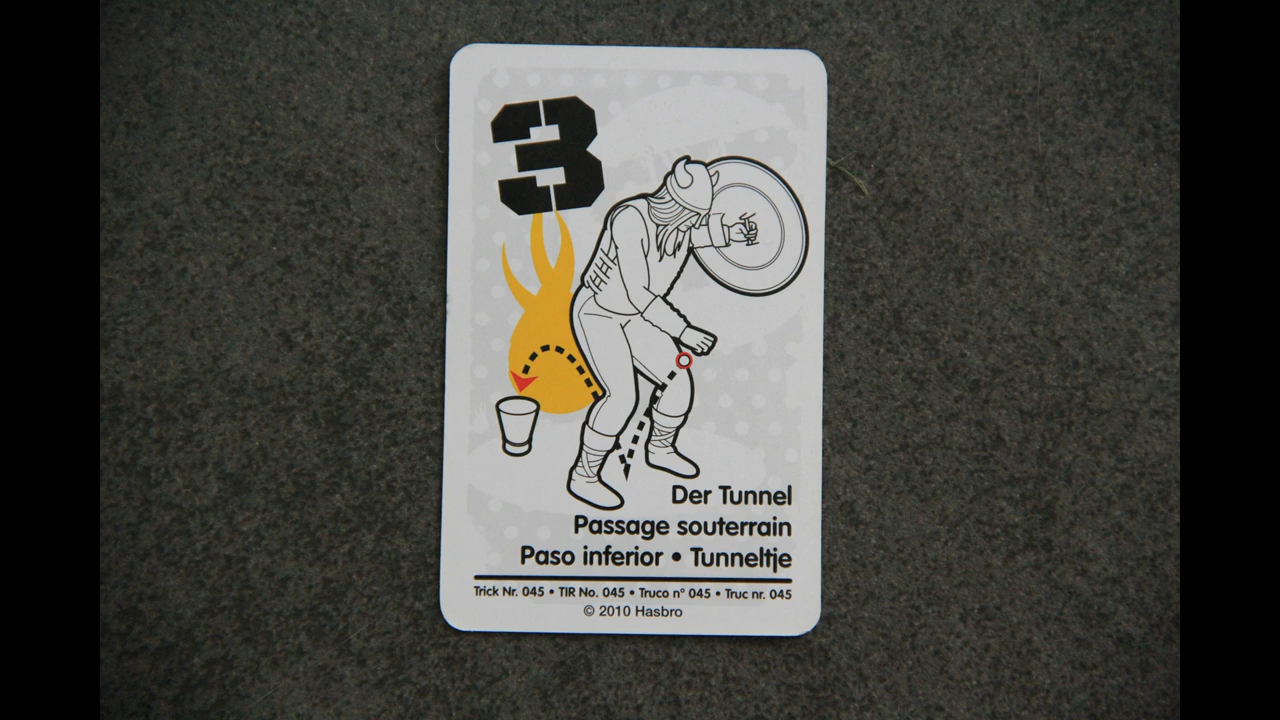 3
Der Tunnel
Passage souterrain
Paso inferior • Tunneltje
Trick Nr. 045 • TIR No. 045 • Truco n° 045 • Truc nr. 045
© 2010 Hasbro